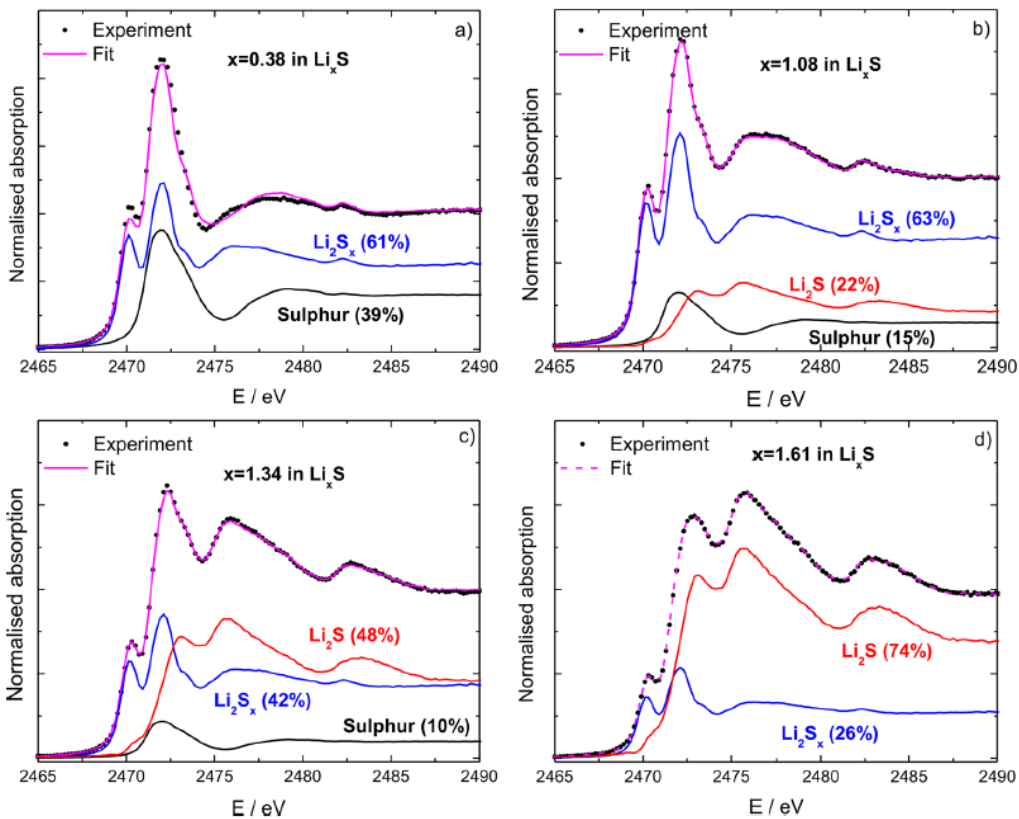 Experiment
Fit
a)
x=0.38 in LiₓS
Li₂Sₓ (61%)
Sulphur (39%)
Normalised absorption
2465 2470 2475 2480 2485 2490
E / eV
Experiment
Fit
b)
x=1.08 in LiₓS
Li₂Sₓ (63%)
Li₂S (22%)
Sulphur (15%)
Normalised absorption
2465 2470 2475 2480 2485 2490
E / eV
Experiment
Fit
c)
x=1.34 in LiₓS
Li₂S (48%)
Li₂Sₓ (42%)
Sulphur (10%)
Normalised absorption
2465 2470 2475 2480 2485 2490
E / eV
Experiment
Fit
d)
x=1.61 in LiₓS
Li₂S (74%)
Li₂Sₓ (26%)
Normalised absorption
2465 2470 2475 2480 2485 2490
E / eV